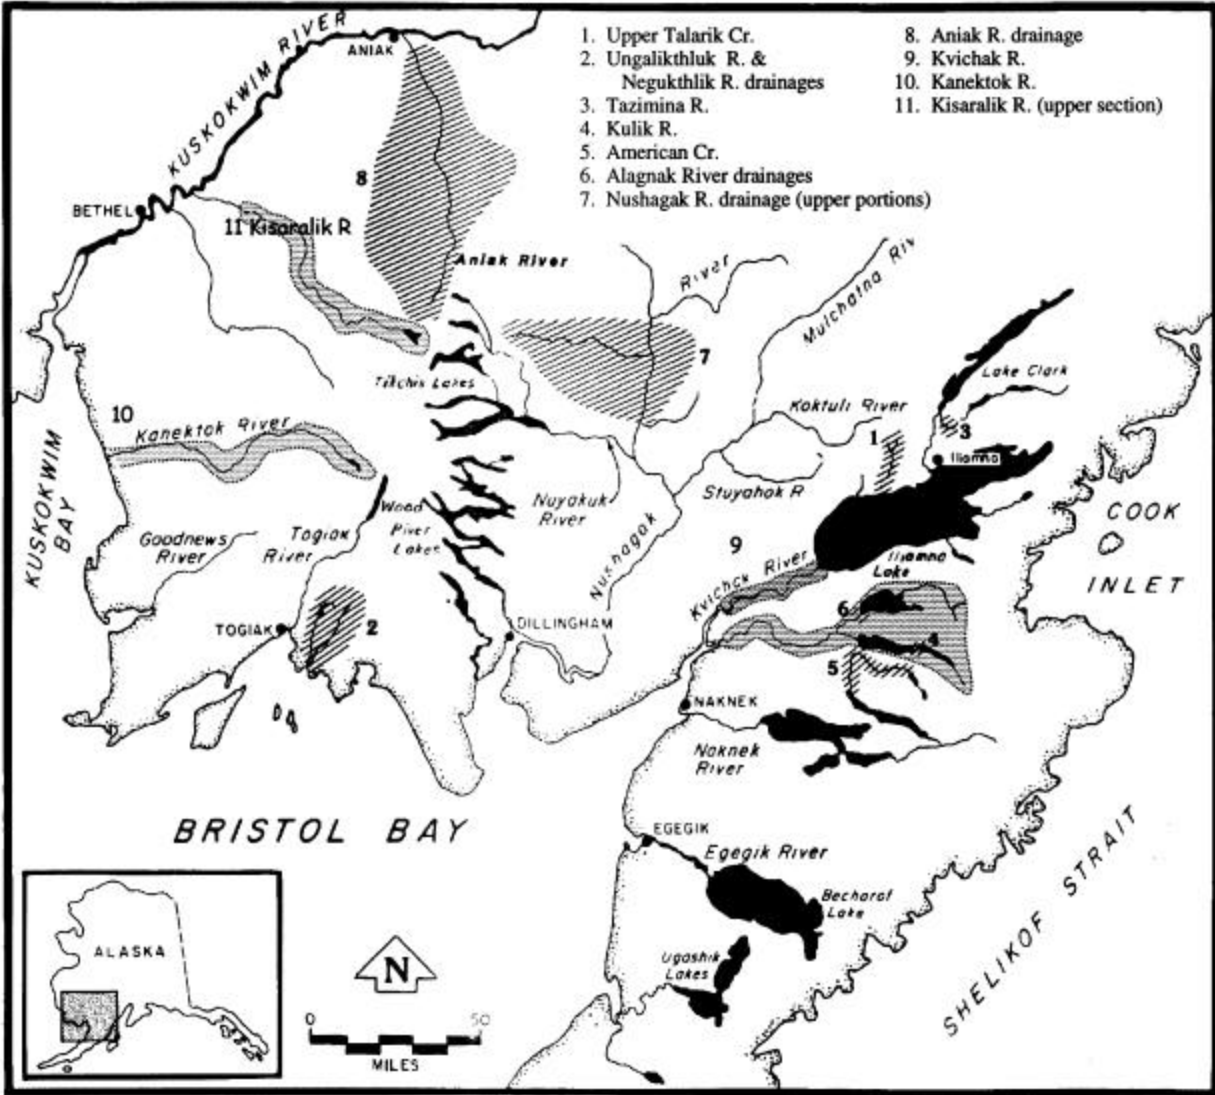 1. Upper Talarik Cr.
2. Ungalikthluk R. &
Negukthlik R. drainages
3. Tazimina R.
4. Kulik R.
5. American Cr.
6. Alagnak River drainages
7. Nushagak R. drainage (upper portions)
8. Aniak R. drainage
9. Kvichak R.
10. Kanektok R.
11. Kisaralik R. (upper section)
KUSKOKWIM RIVER
ANIAK
8
BETHEL
11 Kisaralik R
Aniak River
River
Mulchatna Riv
7
Tikchik Lakes
Lake Clark
10
Kanektok River
Koktuli River
1
3
Iliamna
KUSKOKWIM
BAY
Stuyahok R
Nuyakuk
River
Wood
River
Lakes
Goodnews
River
Togiak
River
Nushagak
COOK
INLET
9
Kvichak River
Iliamna
Lake
6
4
5
TOGIAK
2
DILLINGHAM
NAKNEK
Naknek
River
BRISTOL BAY
EGEGIK
Egegik River
Becharof
Lake
Ugashik
Lakes
SHELIKOF STRAIT
ALASKA
N
0 50
MILES